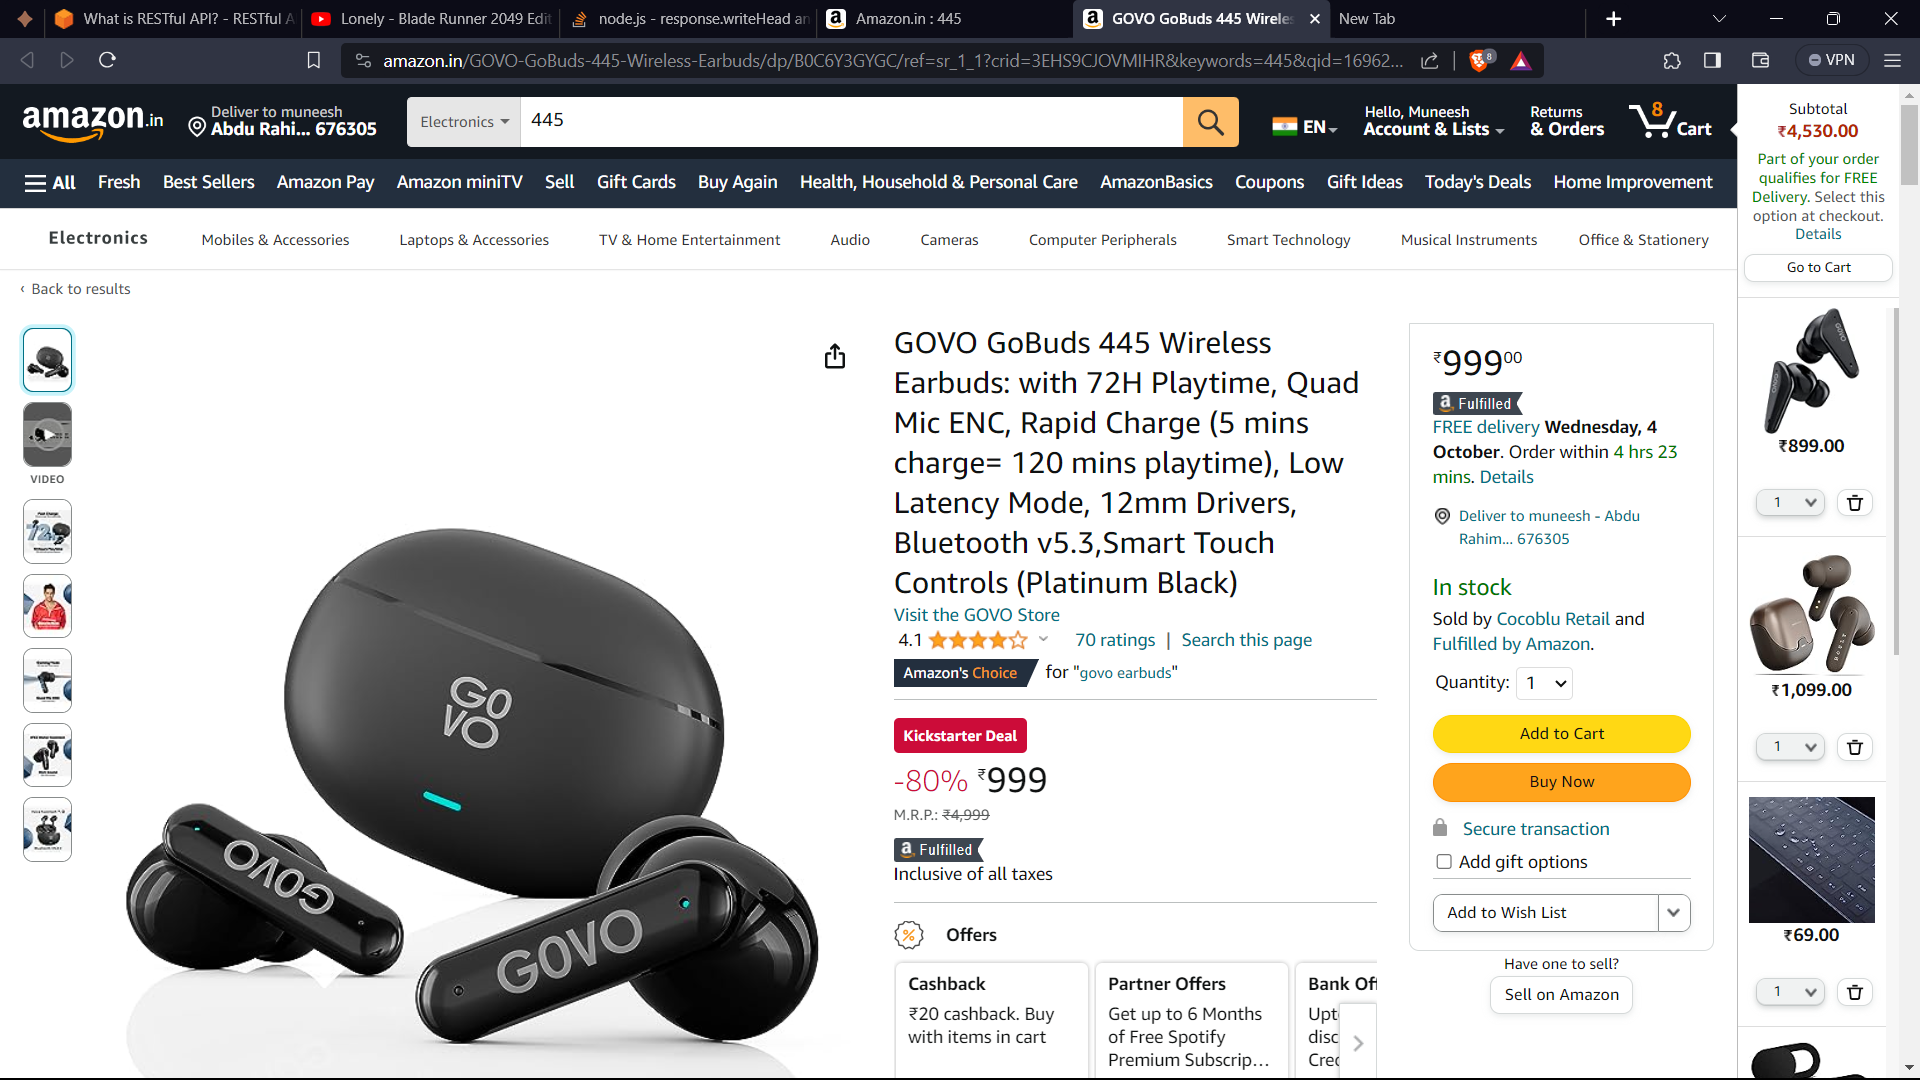 What is RESTful API? - RESTful A
Lonely - Blade Runner 2049 Edit
node.js - response.writeHead an
Amazon.in : 445
GOVO GoBuds 445 Wirele
New Tab
amazon.in/GOVO-GoBuds-445-Wireless-Earbuds/dp/B0C6Y3GYGC/ref=sr_1_1?crid=3EHS9CJOVMIHR&keywords=445&qid=16962...
8
VPN
amazon.in
Deliver to muneesh
Abdu Rahi... 676305
Electronics
445
EN
Hello, Muneesh
Account & Lists
Returns
& Orders
8
Cart
All
Fresh
Best Sellers
Amazon Pay
Amazon miniTV
Sell
Gift Cards
Buy Again
Health, Household & Personal Care
AmazonBasics
Coupons
Gift Ideas
Today's Deals
Home Improvement
Electronics
Mobiles & Accessories
Laptops & Accessories
TV & Home Entertainment
Audio
Cameras
Computer Peripherals
Smart Technology
Musical Instruments
Office & Stationery
‹ Back to results
VIDEO
GOVO
GOVO
GOVO
GOVO GoBuds 445 Wireless
Earbuds: with 72H Playtime, Quad
Mic ENC, Rapid Charge (5 mins
charge= 120 mins playtime), Low
Latency Mode, 12mm Drivers,
Bluetooth v5.3,Smart Touch
Controls (Platinum Black)
Visit the GOVO Store
4.1
70 ratings | Search this page
Amazon's Choice for "govo earbuds"
Kickstarter Deal
-80% ₹999
M.R.P.: ₹4,999
a Fulfilled
Inclusive of all taxes
Offers
Cashback
₹20 cashback. Buy
with items in cart
Partner Offers
Get up to 6 Months
of Free Spotify
Premium Subscrip...
Bank Of
Upt
disc
Cred
₹99900
a Fulfilled
FREE delivery Wednesday, 4
October. Order within 4 hrs 23
mins. Details
Deliver to muneesh - Abdu
Rahim... 676305
In stock
Sold by Cocoblu Retail and
Fulfilled by Amazon.
Quantity: 1
Add to Cart
Buy Now
Secure transaction
Add gift options
Add to Wish List
Have one to sell?
Sell on Amazon
Subtotal
₹4,530.00
Part of your order
qualifies for FREE
Delivery. Select this
option at checkout.
Details
Go to Cart
₹899.00
1
₹1,099.00
1
₹69.00
1